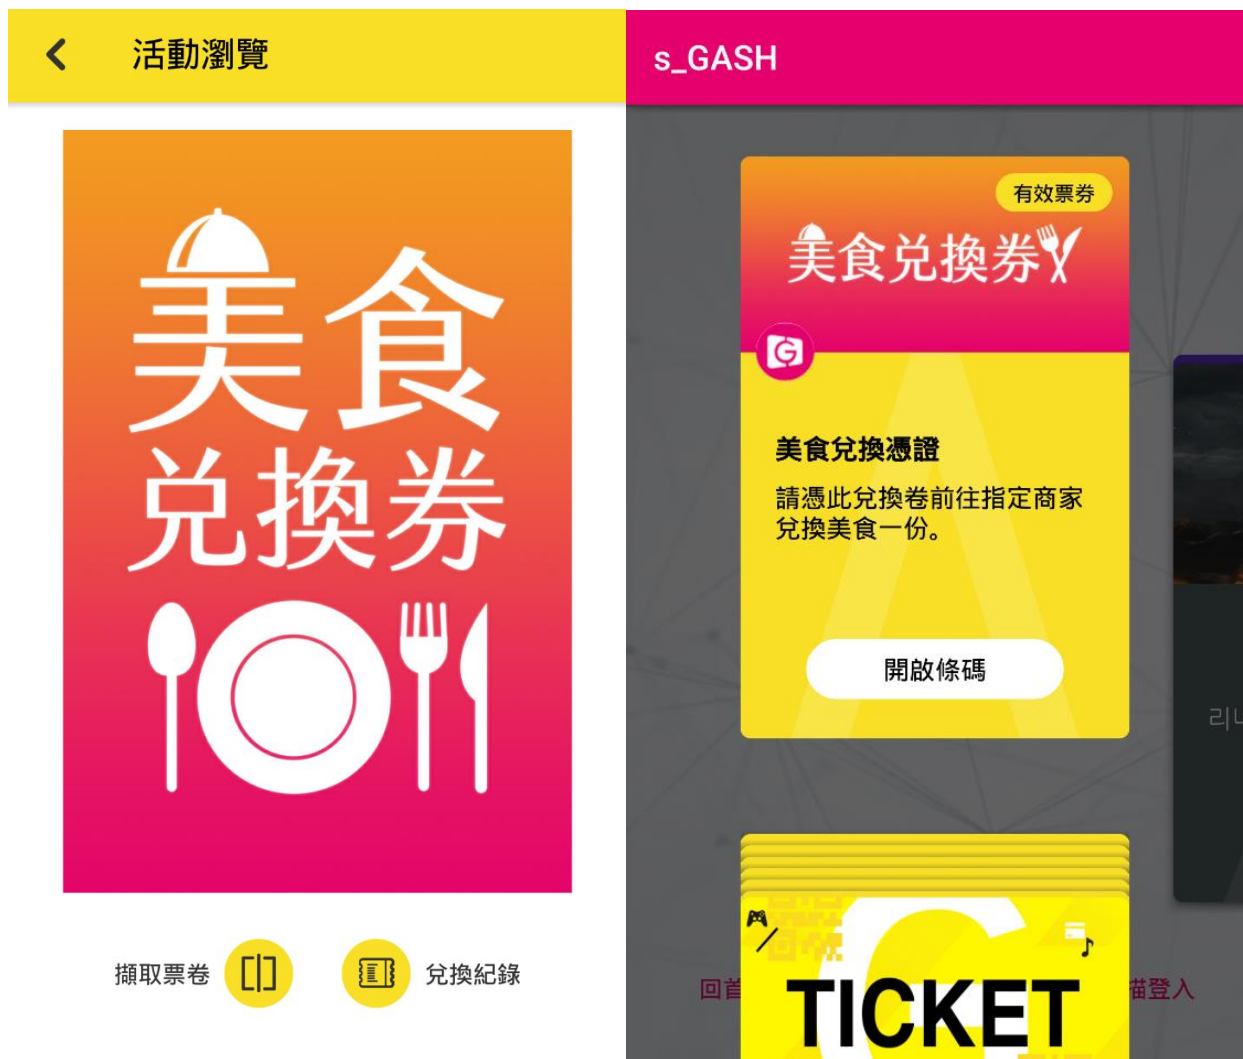 活動瀏覽
美食
兑換券
擷取票卷
兌換紀錄
s_GASH
有效票券
美食兑換券
G
美食兌換憑證
請憑此兌換卷前往指定商家
兌換美食一份。
開啟條碼
TICKET
回首
描登入